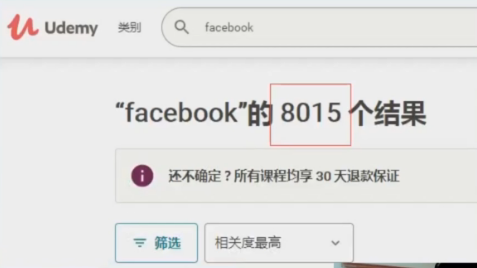 Udemy 类别 facebook
“facebook”的 8015 个结果
还不确定？所有课程均享 30 天退款保证
筛选 相关度最高